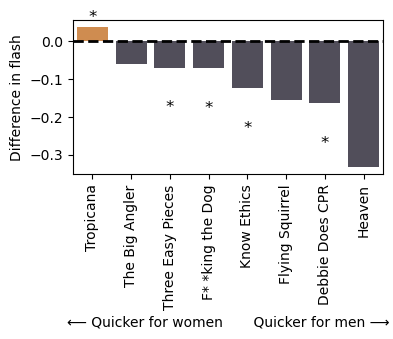 Difference in flash
0.0
−0.1
−0.2
−0.3
*
*
*
*
*
Tropicana
The Big Angler
Three Easy Pieces
F* *king the Dog
Know Ethics
Flying Squirrel
Debbie Does CPR
Heaven
⟵ Quicker for women
Quicker for men ⟶